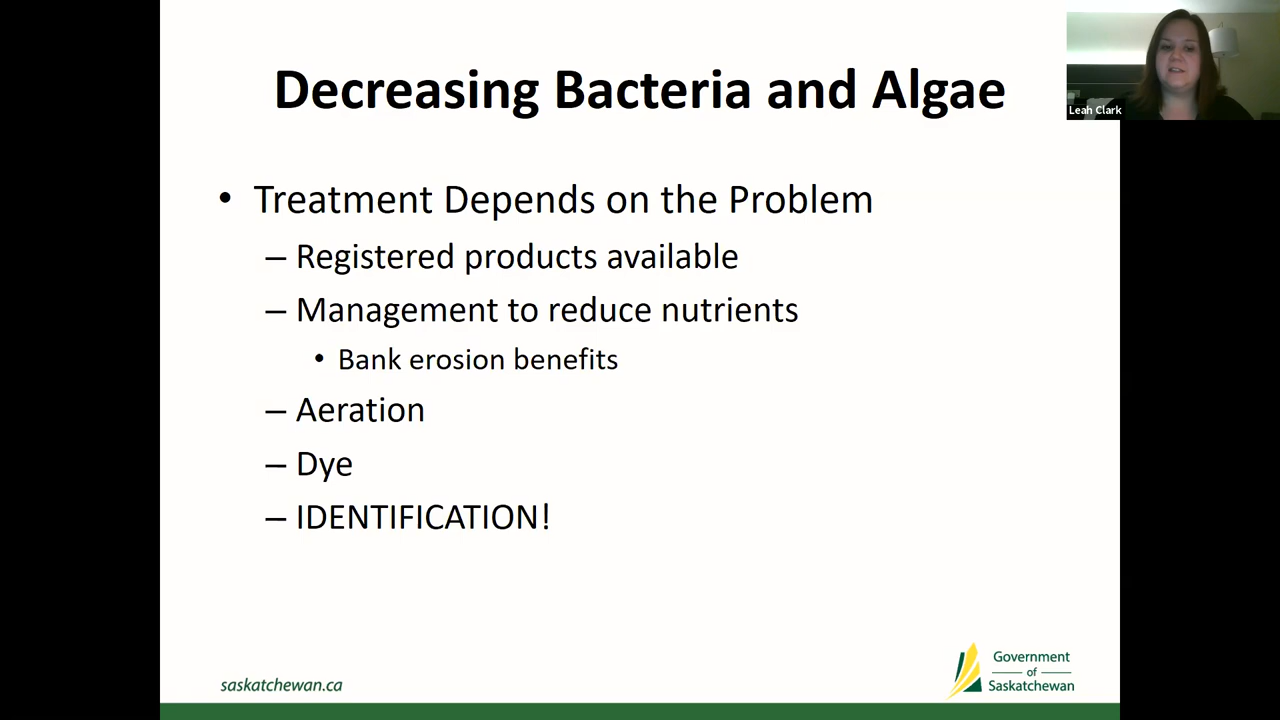 Decreasing Bacteria and Algae
Leah Clark
• Treatment Depends on the Problem
– Registered products available
– Management to reduce nutrients
• Bank erosion benefits
– Aeration
– Dye
– IDENTIFICATION!
saskatchewan.ca
Government
of
Saskatchewan